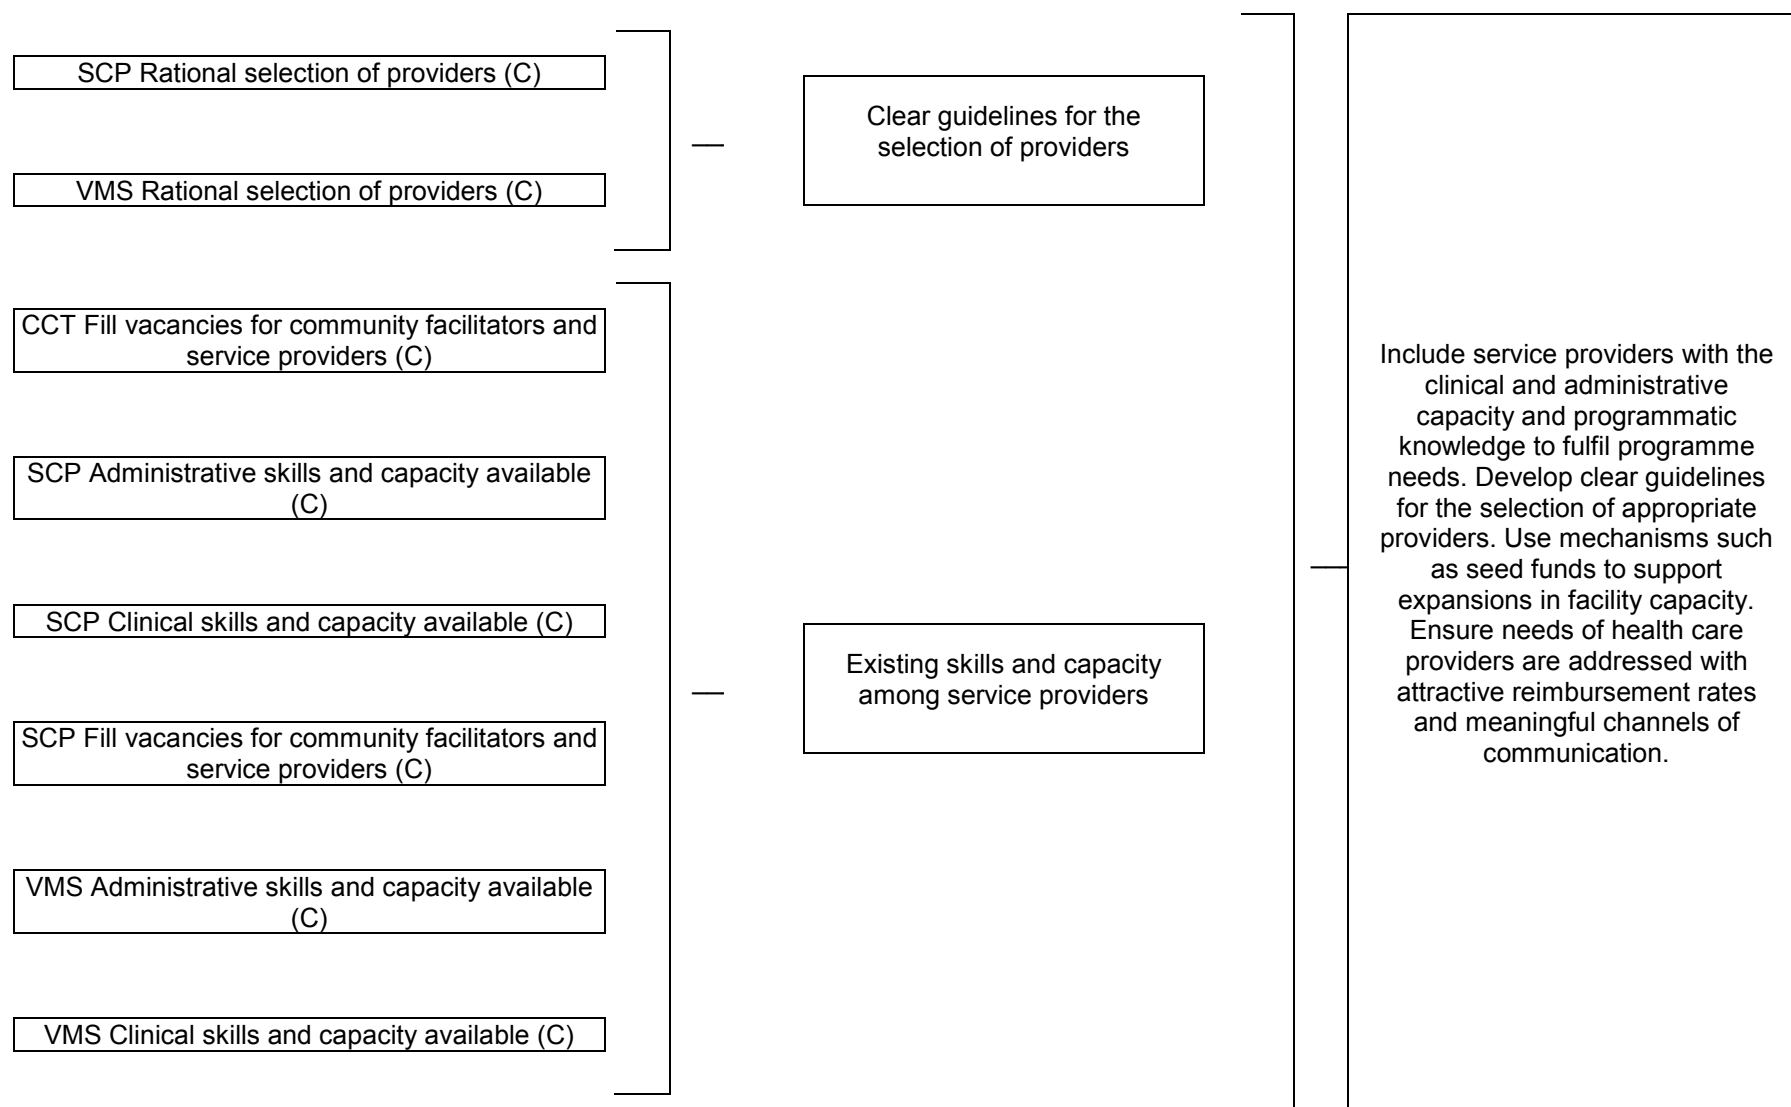 SCP Rational selection of providers (C)
VMS Rational selection of providers (C)
Clear guidelines for the
selection of providers
CCT Fill vacancies for community facilitators and
service providers (C)
SCP Administrative skills and capacity available
(C)
SCP Clinical skills and capacity available (C)
SCP Fill vacancies for community facilitators and
service providers (C)
VMS Administrative skills and capacity available
(C)
VMS Clinical skills and capacity available (C)
Existing skills and capacity
among service providers
Include service providers with the
clinical and administrative
capacity and programmatic
knowledge to fulfil programme
needs. Develop clear guidelines
for the selection of appropriate
providers. Use mechanisms such
as seed funds to support
expansions in facility capacity.
Ensure needs of health care
providers are addressed with
attractive reimbursement rates
and meaningful channels of
communication.